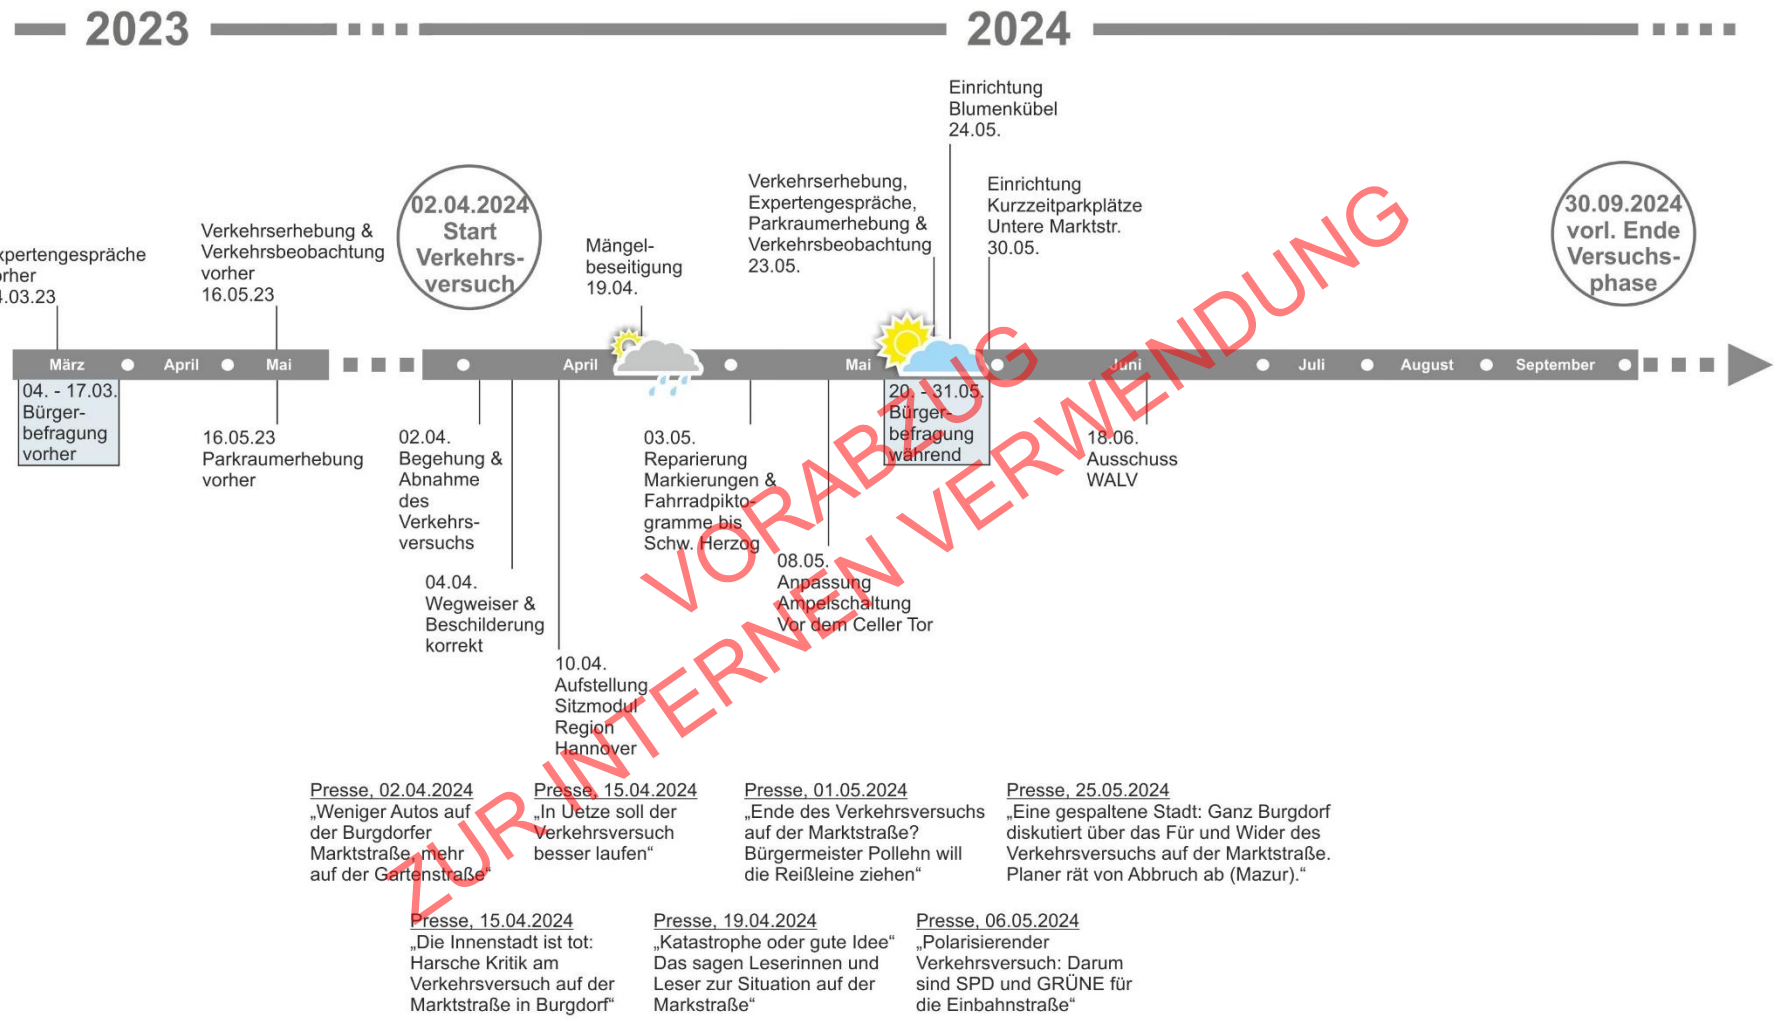 2023
2024
Einrichtung
Blumenkübel
24.05.
Verkehrserhebung,
Expertengespräche,
Parkraumerhebung &
Verkehrsbeobachtung
23.05.
Einrichtung
Kurzzeitparkplätze
Untere Marktstr.
30.05.
02.04.2024
Start
Verkehrs-
versuch
30.09.2024
vorl. Ende
Versuchs-
phase
Verkehrserhebung &
Verkehrsbeobachtung
vorher
16.05.23
Mängel-
beseitigung
19.04.
xpertengespräche
orher
.03.23
März
April
Mai
April
Mai
Juni
Juli
August
September
04. - 17.03.
Bürger-
befragung
vorher
16.05.23
Parkraumerhebung
vorher
02.04.
Begehung &
Abnahme
des
Verkehrs-
versuchs
04.04.
Wegweiser &
Beschilderung
korrekt
10.04.
Aufstellung
Sitzmodul
Region
Hannover
03.05.
Reparierung
Markierungen &
Fahrradpikto-
gramme bis
Schw. Herzog
08.05.
Anpassung
Ampelschaltung
Vor dem Celler Tor
20. - 31.05.
Bürger-
befragung
während
18.06.
Ausschuss
WALV
VORABZUG
ZUR INTERNEN VERWENDUNG
Presse, 02.04.2024
„Weniger Autos auf
der Burgdorfer
Marktstraße, mehr
auf der Gartenstraße“
Presse, 15.04.2024
„In Uetze soll der
Verkehrsversuch
besser laufen“
Presse, 01.05.2024
„Ende des Verkehrsversuchs
auf der Marktstraße?
Bürgermeister Pollehn will
die Reißleine ziehen“
Presse, 25.05.2024
„Eine gespaltene Stadt: Ganz Burgdorf
diskutiert über das Für und Wider des
Verkehrsversuchs auf der Marktstraße.
Planer rät von Abbruch ab (Mazur).“
Presse, 15.04.2024
„Die Innenstadt ist tot:
Harsche Kritik am
Verkehrsversuch auf der
Marktstraße in Burgdorf“
Presse, 19.04.2024
„Katastrophe oder gute Idee“
Das sagen Leserinnen und
Leser zur Situation auf der
Markstraße“
Presse, 06.05.2024
„Polarisierender
Verkehrsversuch: Darum
sind SPD und GRÜNE für
die Einbahnstraße“